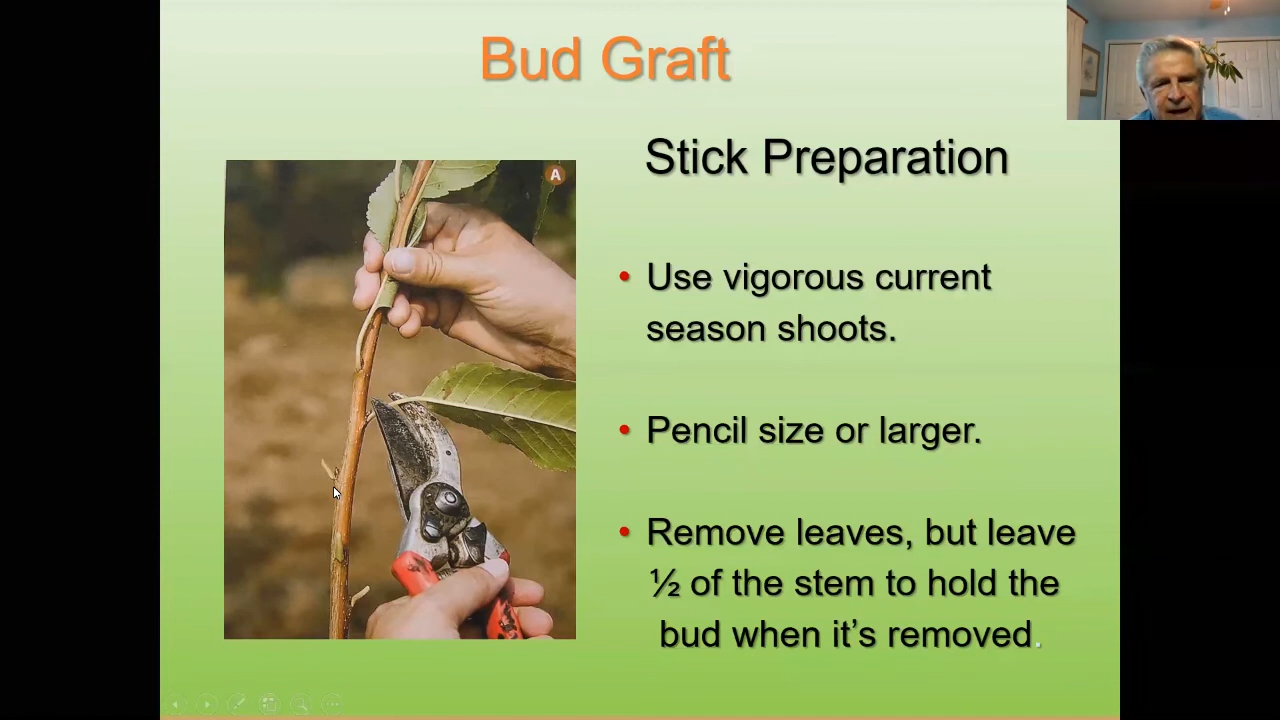 Bud Graft
A
Stick Preparation
• Use vigorous current
season shoots.
• Pencil size or larger.
• Remove leaves, but leave
½ of the stem to hold the
bud when it’s removed.